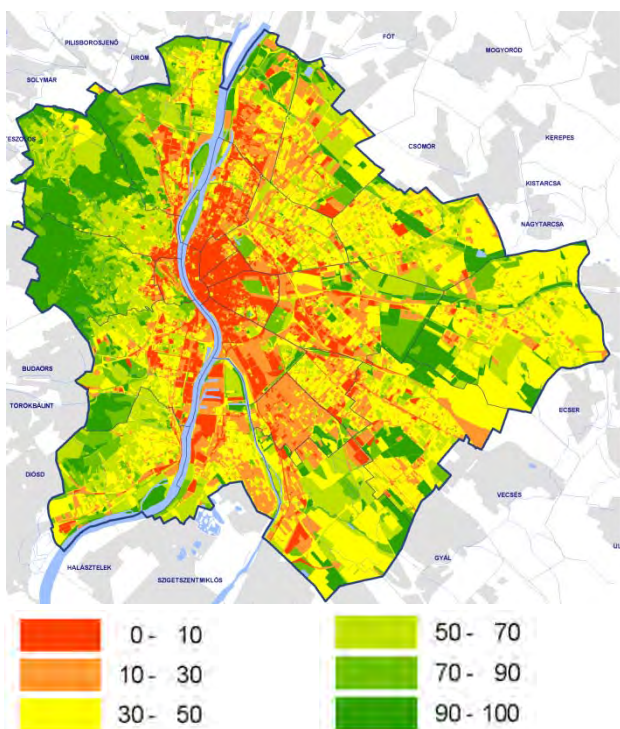 PILISBOROSJENŐ
ÜRÖM
SOLYMÁR
FÓT
MOGYORÓD
CSÖMÖR
KEREPES
KISTARCSA
NAGYTARCSA
BUDAÖRS
TÖRÖKBÁLINT
ECSER
DIÓSD
VECSÉS
GYÁL
HALÁSZTELEK
SZIGETSZENTMIKLÓS
0 - 10
10 - 30
30 - 50
50 - 70
70 - 90
90 - 100